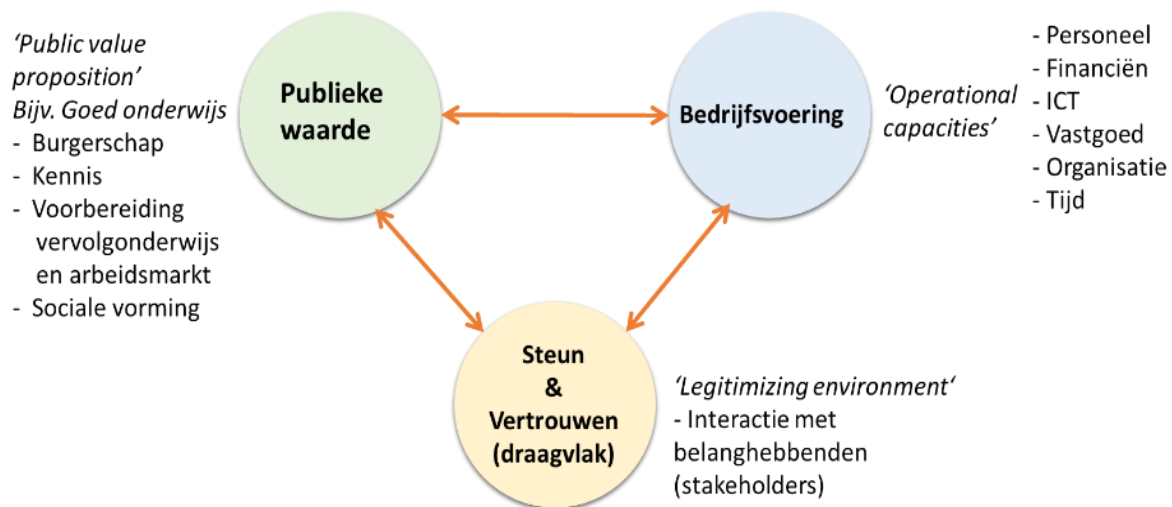 ‘Public value
proposition’
Bijv. Goed onderwijs
- Burgerschap
- Kennis
- Voorbereiding
vervolgonderwijs
en arbeidsmarkt
- Sociale vorming
Publieke
waarde
Bedrijfsvoering
‘Operational
capacities’
- Personeel
- Financiën
- ICT
- Vastgoed
- Organisatie
- Tijd
Steun
&
Vertrouwen
(draagvlak)
‘Legitimizing environment‘
- Interactie met
belanghebbenden
(stakeholders)